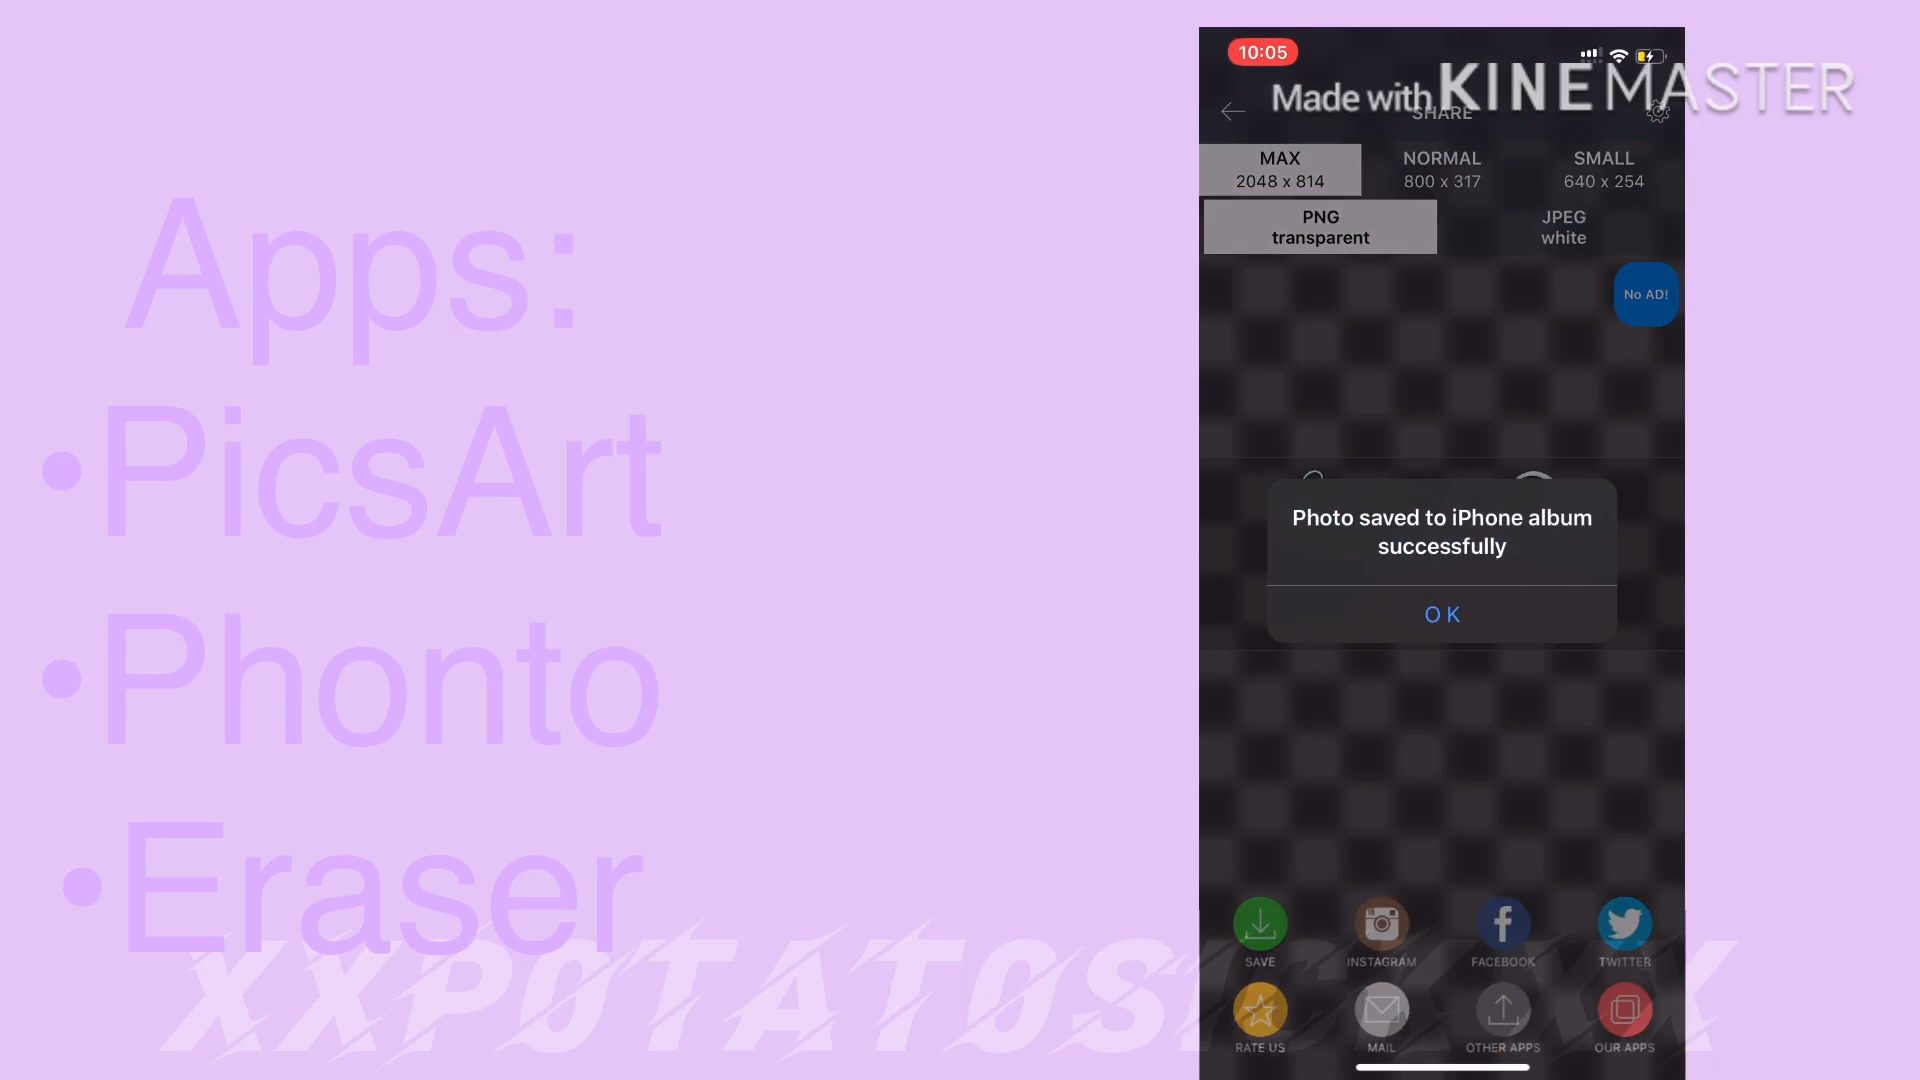 Apps:
•PicsArt
•Phonto
•Eraser
10:05
Made with KINEMASTER
SHARE
MAX
2048 x 814
NORMAL
800 x 317
SMALL
640 x 254
PNG
transparent
JPEG
white
No AD!
Photo saved to iPhone album
successfully
OK
SAVE
INSTAGRAM
FACEBOOK
TWITTER
RATE US
MAIL
OTHER APPS
OUR APPS